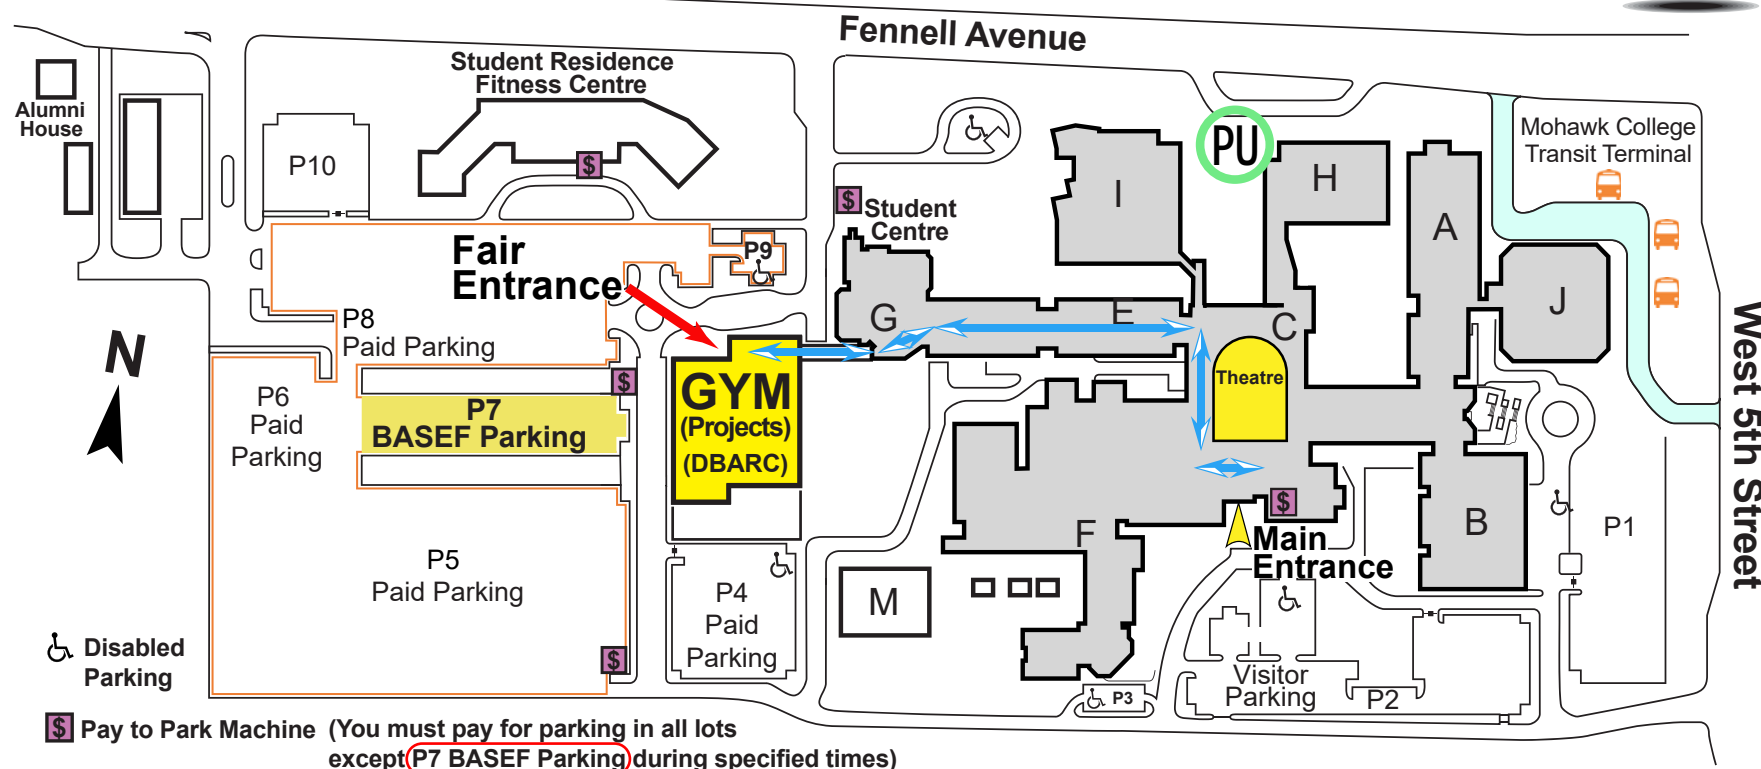 Fennell Avenue
Student Residence
Fitness Centre
Alumni
House
P10
$
PU
I
H
A
Mohawk College
Transit Terminal
$
Student
Centre
Fair
Entrance
P9
J
G
E
C
N
P8
Paid Parking
West 5th Street
Theatre
$
GYM
(Projects)
(DBARC)
P6
Paid
Parking
P7
BASEF Parking
$
F
B
P1
Main
Entrance
P5
Paid Parking
P4
Paid
Parking
M
Disabled
Parking
$
Visitor
Parking
P2
P3
$ Pay to Park Machine (You must pay for parking in all lots
except P7 BASEF Parking during specified times)